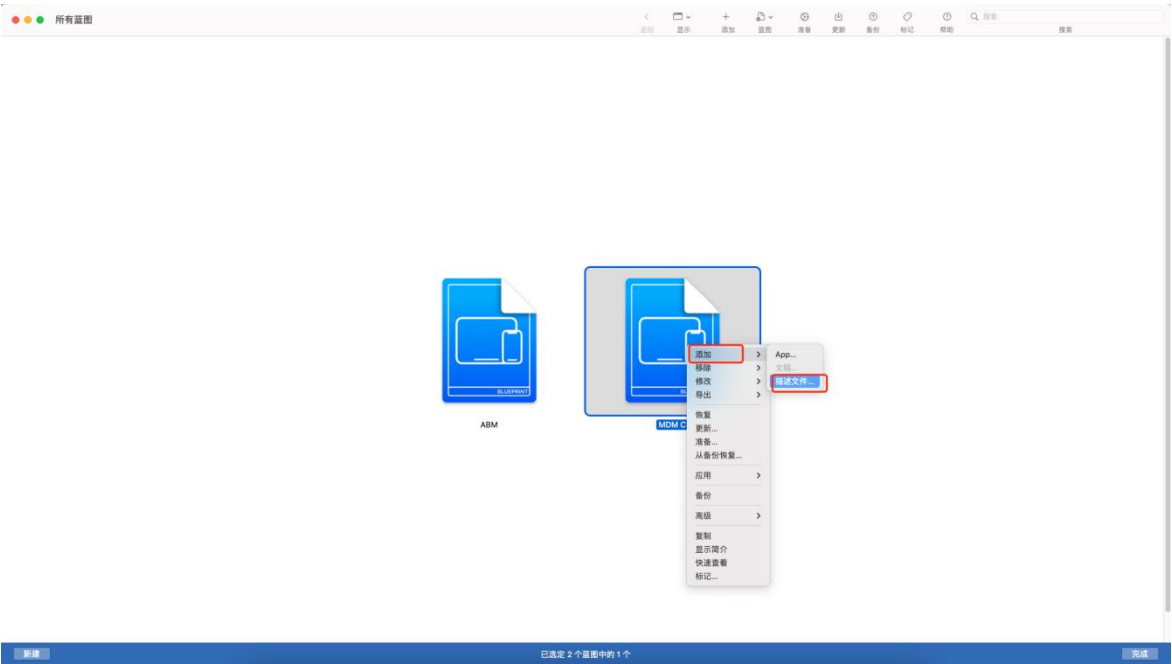 所有蓝图
返回
显示
添加
蓝图
准备
更新
备份
标记
帮助
搜索
搜索
BLUEPRINT
ABM
MDM C
添加
移除
修改
导出
恢复
更新...
准备...
从备份恢复...
应用
备份
高级
复制
显示简介
快速查看
标记...
App...
文稿...
描述文件...
新建
已选定 2 个蓝图中的 1 个
完成